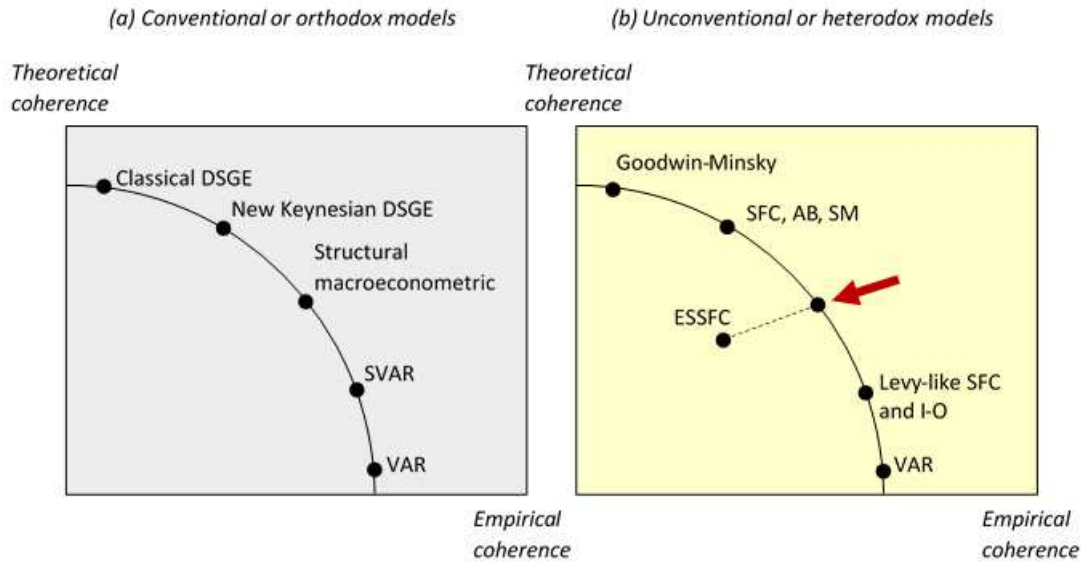 (a) Conventional or orthodox models
(b) Unconventional or heterodox models
Theoretical
coherence
Classical DSGE
New Keynesian DSGE
Structural
macroeconometric
SVAR
VAR
Empirical
coherence
Theoretical
coherence
Goodwin-Minsky
SFC, AB, SM
ESSFC
Levy-like SFC
and I-O
VAR
Empirical
coherence